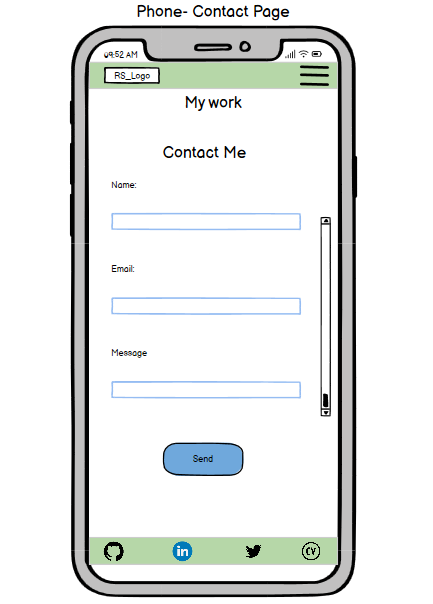 Phone- Contact Page
09:52 AM
RS_Logo
My work
Contact Me
Name:
Email:
Message
Send
in
CV